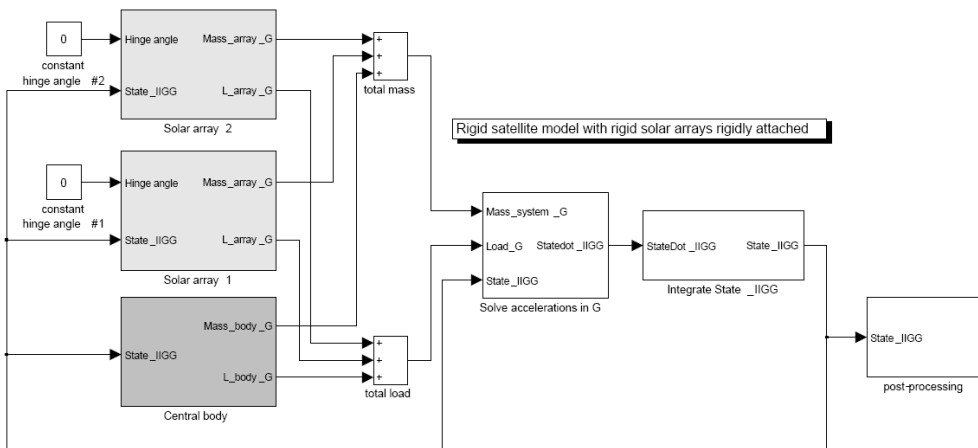 0
constant
hinge angle #2
Hinge angle
State _IIGG
Mass_array _G
L_array _G
Solar array 2
+
+
+
total mass
Rigid satellite model with rigid solar arrays rigidly attached
0
constant
hinge angle #1
Hinge angle
State _IIGG
Mass_array _G
L_array _G
Solar array 1
State _IIGG
Mass_body _G
L_body _G
Central body
+
+
+
total load
Mass_system _G
Load_G
State _IIGG
Statedot _IIGG
Solve accelerations in G
StateDot _IIGG
State _IIGG
Integrate State _IIGG
State _IIGG
post-processing